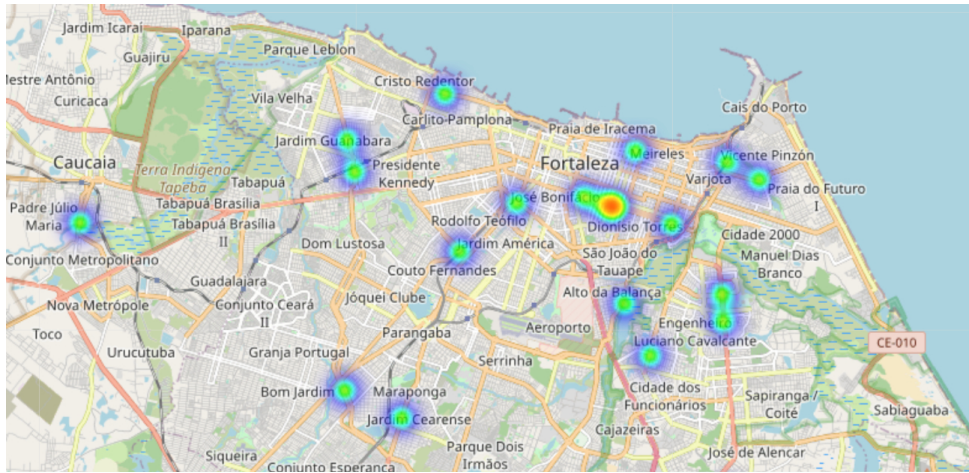 Jardim Icaraí
Iparana
Guajiru
Parque Leblon
Mestre Antônio
Curicaca
Vila Velha
Cristo Redentor
Carlito-Pamplona
Cais do Porto
Praia de Iracema
Jardim Guanabara
Meireles
Vicente Pinzón
Caucaia
Terra Indígena
Tapeba
Presidente
Kennedy
Fortaleza
Varjota
Praia do Futuro
I
Tabapuá
Padre Júlio
Maria
Tabapuá Brasília
José Bonifácio
Rodolfo Teófilo
Tabapuá Brasília
II
Dionísio Torres
Cidade 2000
Dom Lustosa
Jardim América
Conjunto Metropolitano
Couto Fernandes
São João do
Tauape
Manuel Dias
Branco
Guadalajara
Nova Metrópole
Conjunto Ceará
II
Jóquei Clube
Alto da Balança
Toco
Parangaba
Aeroporto
Engenheiro
Luciano Cavalcante
CE-010
Urucutuba
Granja Portugal
Serrinha
Bom Jardim
Maraponga
Cidade dos
Funcionários
Sapiranga /
Coité
Sabiaguaba
Jardim Cearense
Cajazeiras
Siqueira
Parque Dois
Irmãos
José de Alencar
Conjunto Esperança